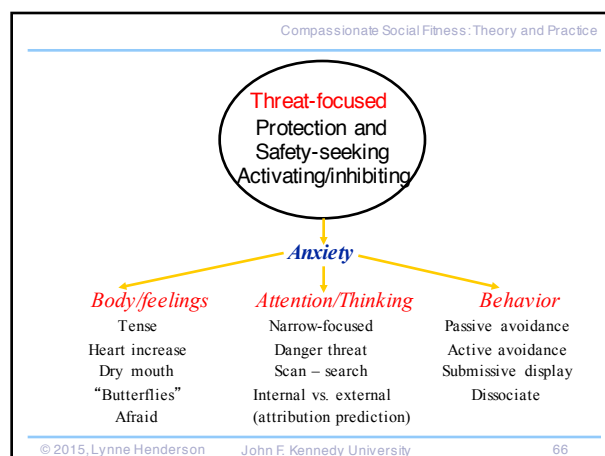 Compassionate Social Fitness: Theory and Practice
Threat-focused
Protection and
Safety-seeking
Activating/inhibiting
Anxiety
Body/feelings
Tense
Heart increase
Dry mouth
“Butterflies”
Afraid
Attention/Thinking
Narrow-focused
Danger threat
Scan – search
Internal vs. external
(attribution prediction)
Behavior
Passive avoidance
Active avoidance
Submissive display
Dissociate
© 2015, Lynne Henderson John F. Kennedy University 66